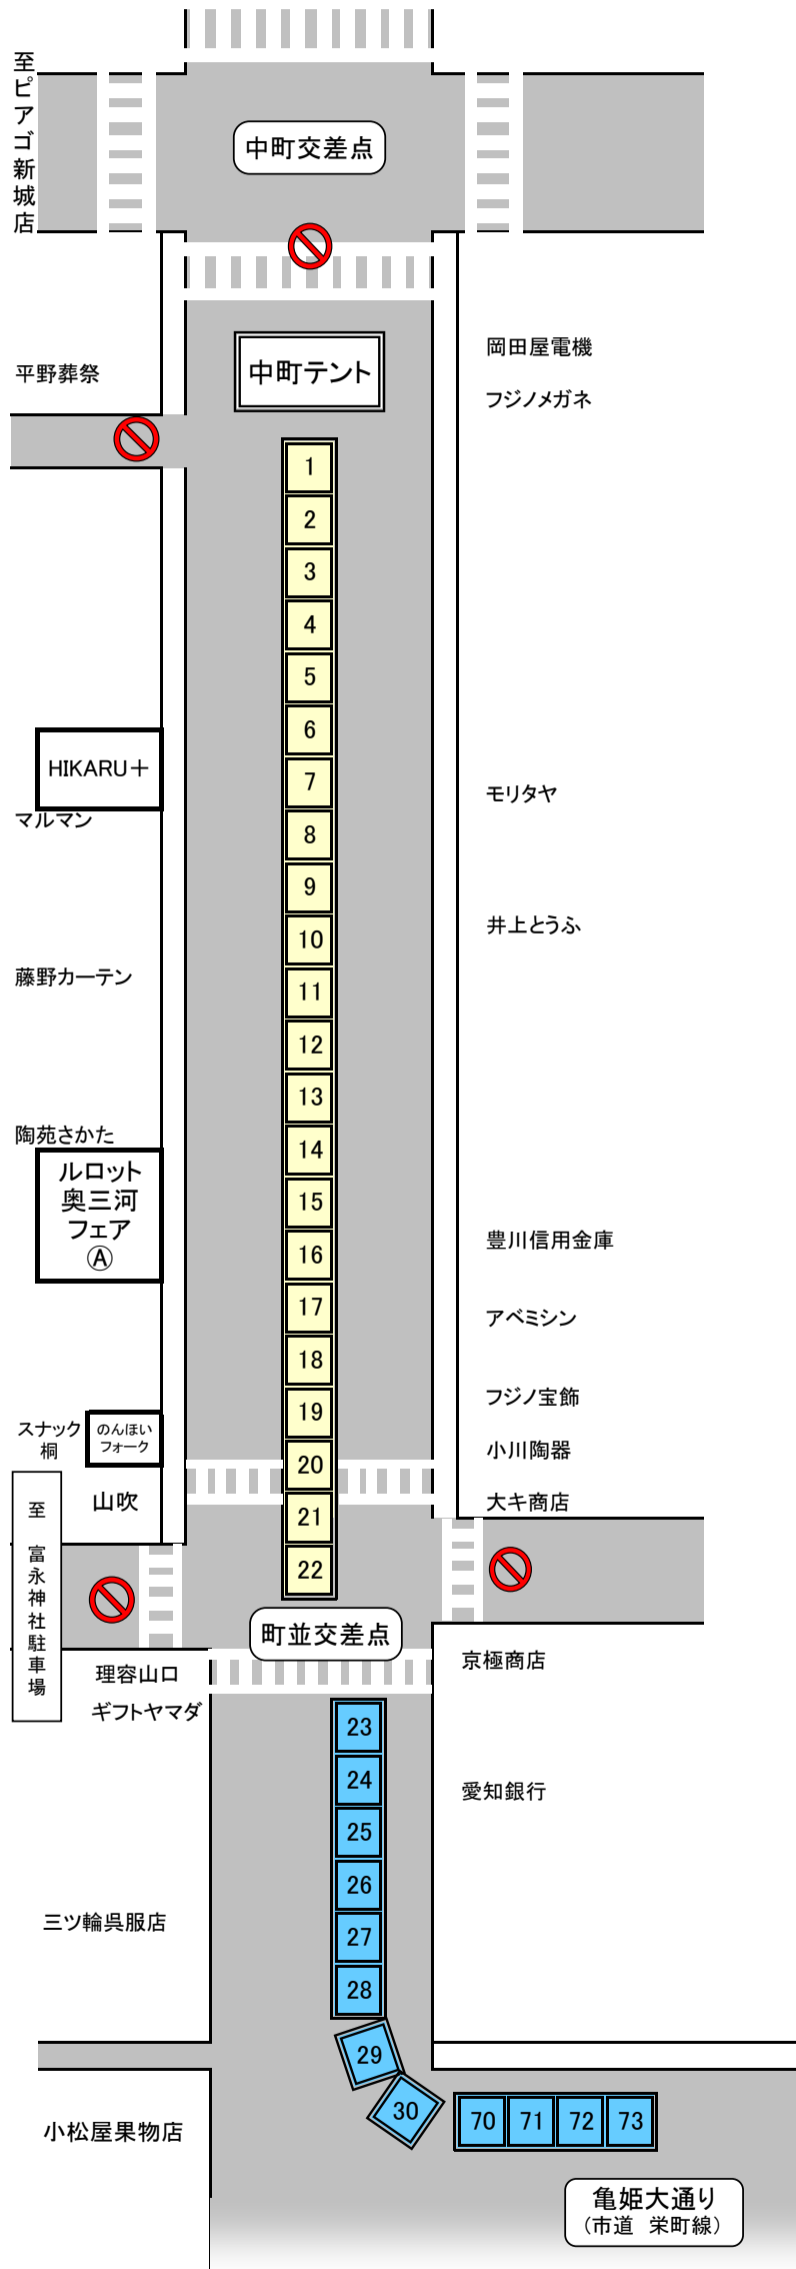 至ピアゴ新城店
中町交差点
中町テント
岡田屋電機
平野葬祭
フジノメガネ
1
2
3
4
5
6
HIKARU＋
7
モリタヤ
マルマン
8
9
井上とうふ
10
藤野カーテン
11
12
13
陶苑さかた
14
ルロット
奥三河
フェア
Ⓐ
15
豊川信用金庫
16
17
アベミシン
18
フジノ宝飾
19
スナック
桐
のんほい
フォーク
小川陶器
20
山吹
大キ商店
21
至　富永神社駐車場
22
町並交差点
京極商店
理容山口
ギフトヤマダ
23
24
愛知銀行
25
26
三ツ輪呉服店
27
28
29
30
70 71 72 73
小松屋果物店
亀姫大通り
（市道　栄町線）